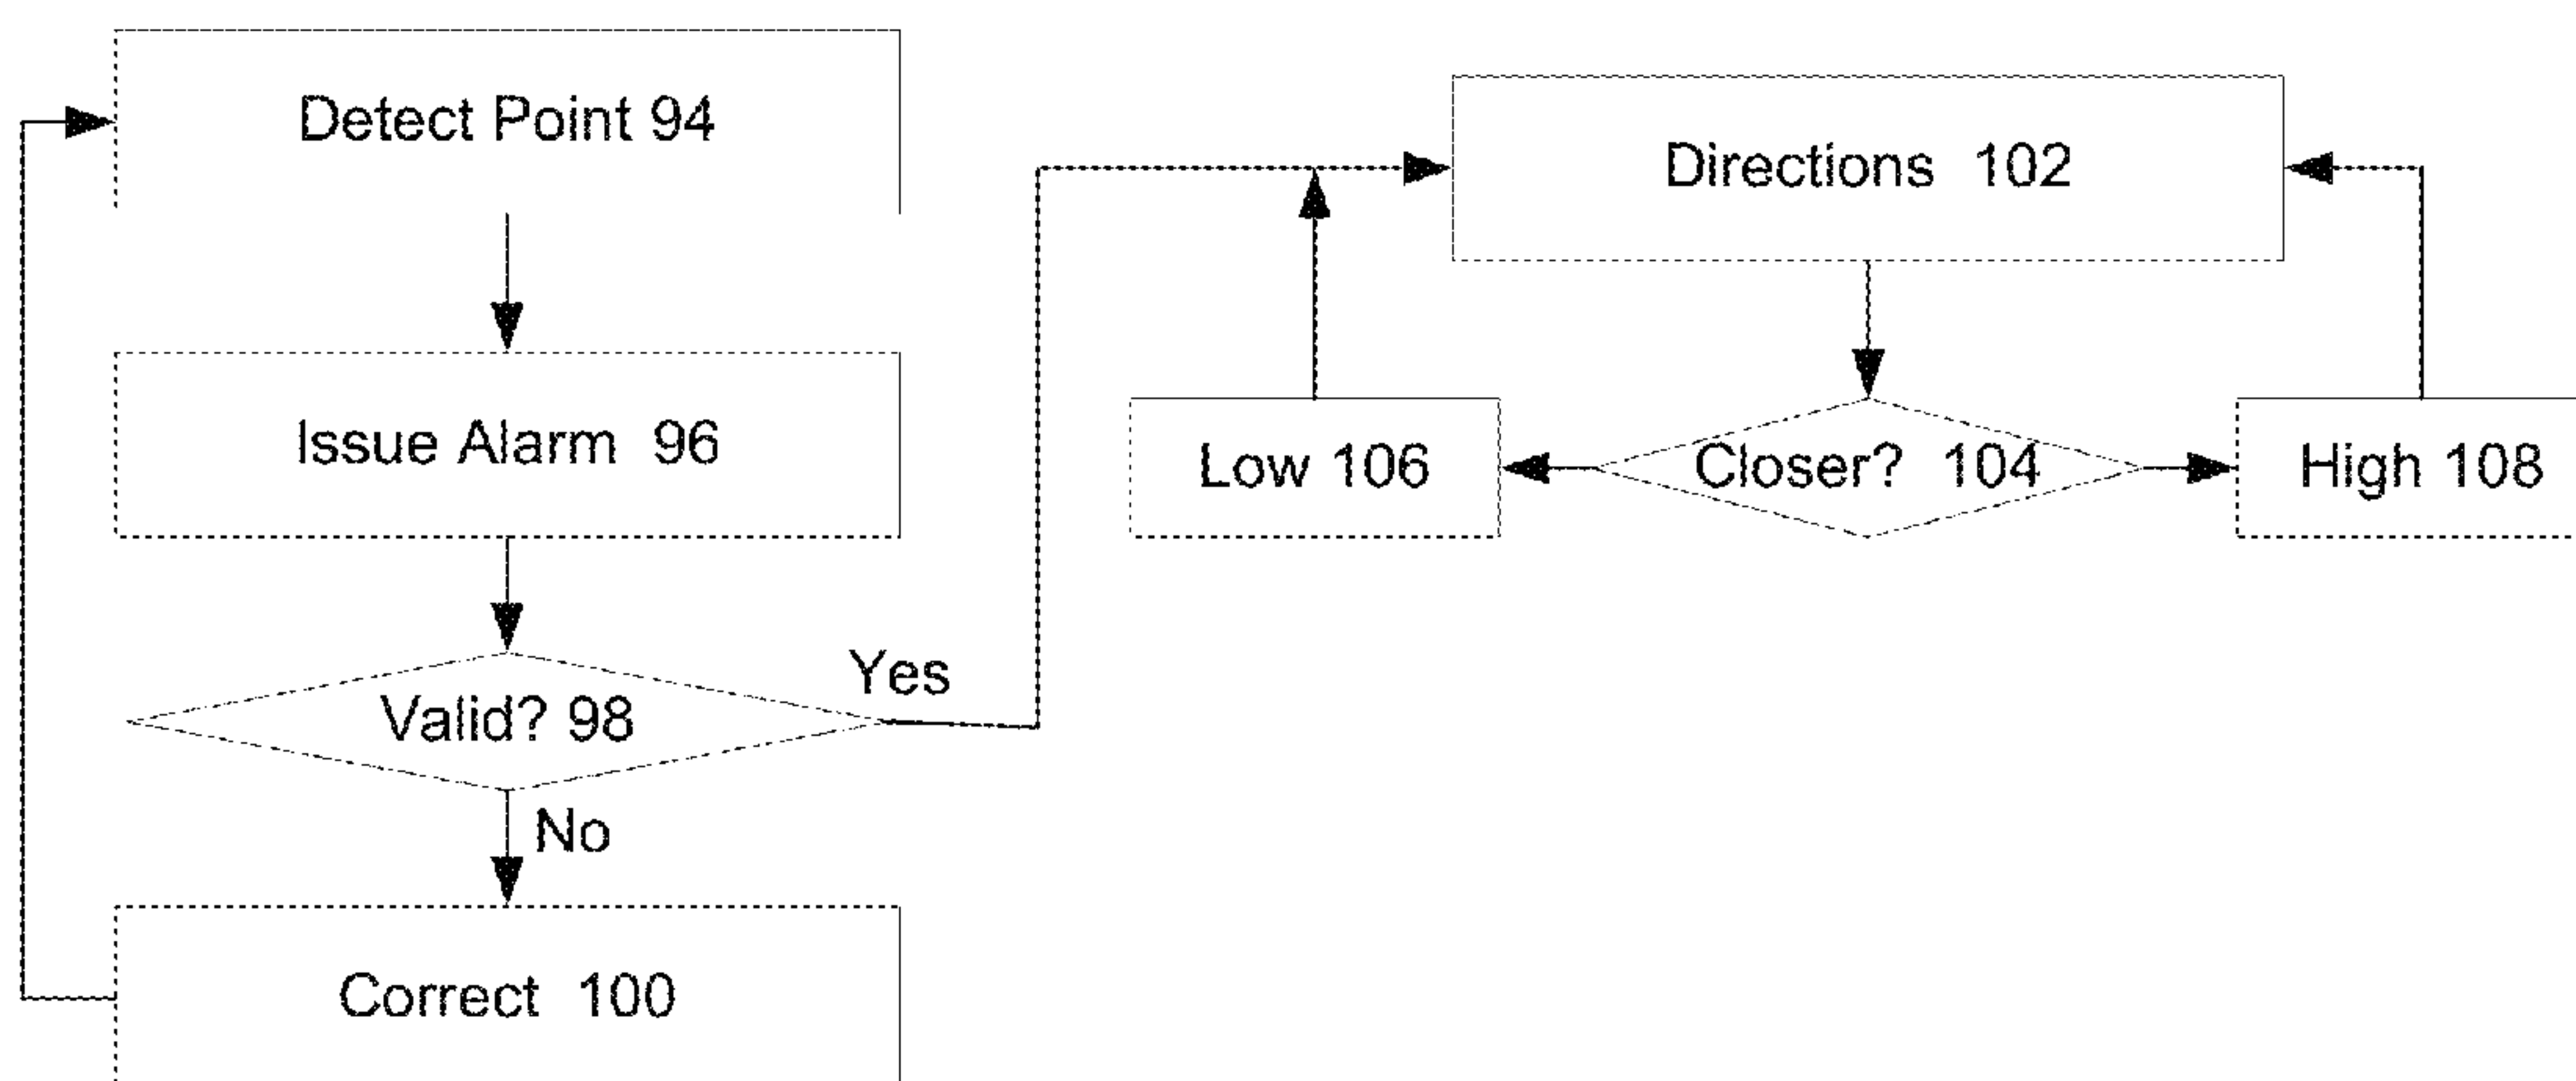 Detect Point 94
Issue Alarm 96
Valid? 98
Yes
No
Correct 100
Directions 102
Closer? 104
Low 106
High 108